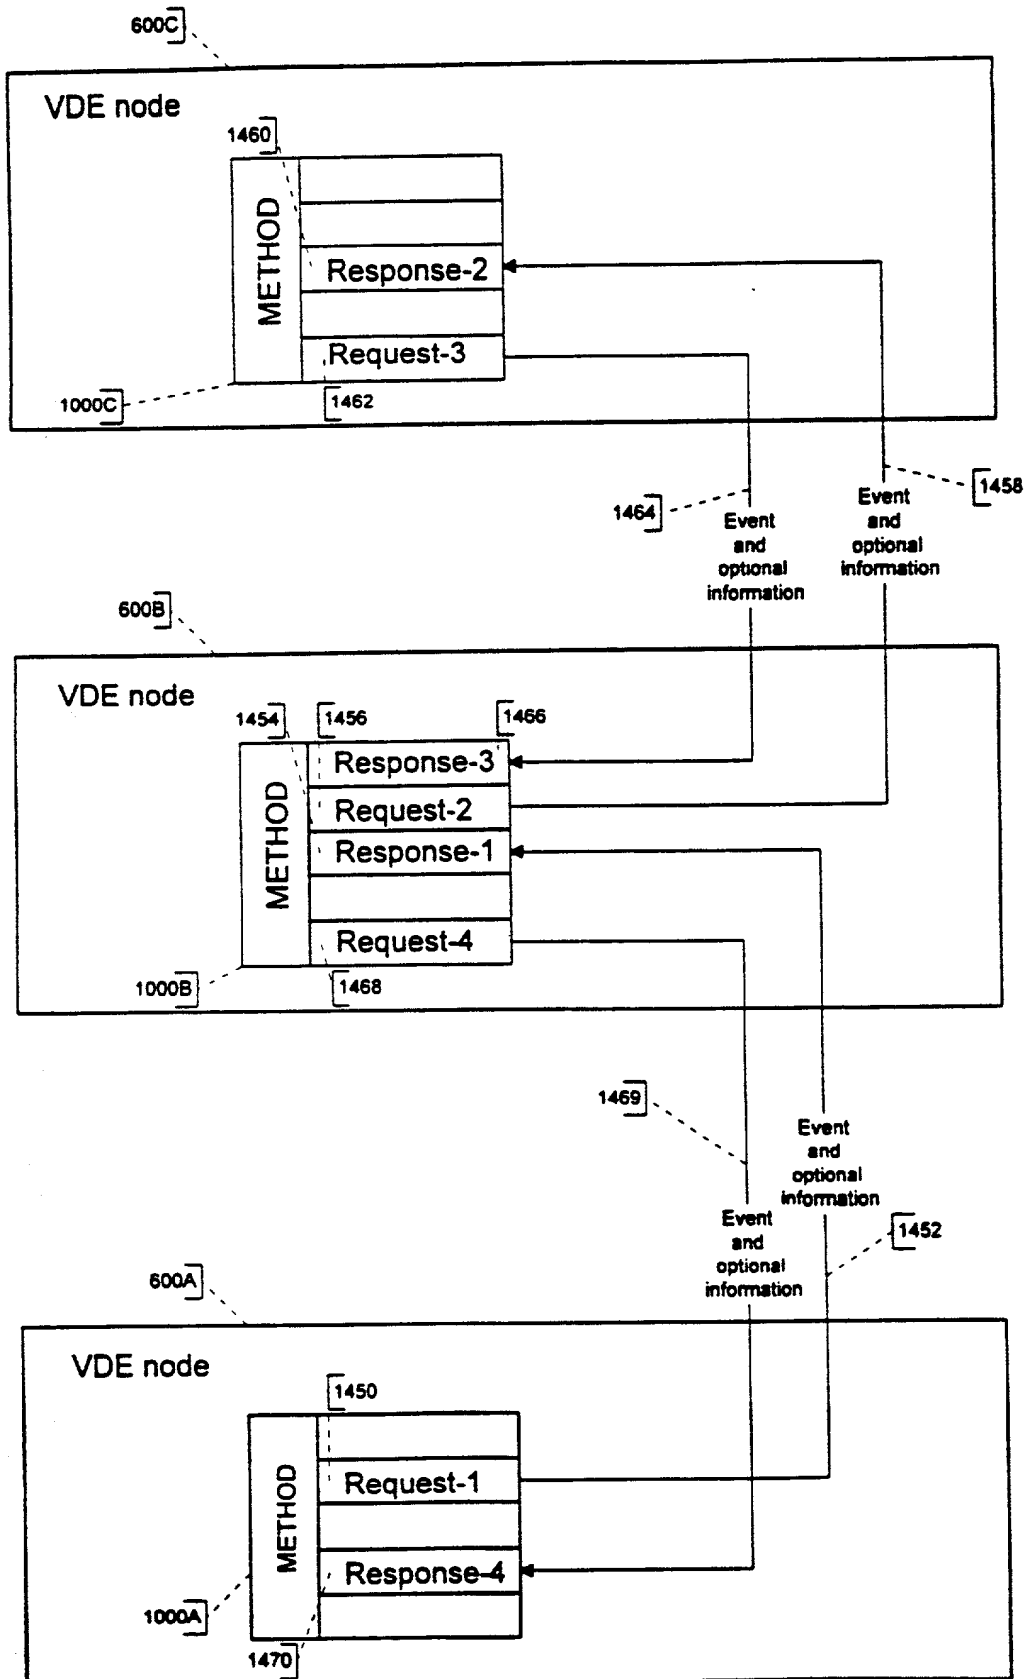 600C
VDE node
1460
METHOD
Response-2
Request-3
1000C
1462
1464
1458
Event
and
optional
information
Event
and
optional
information
600B
VDE node
1454
1456
1466
METHOD
Response-3
Request-2
Response-1
Request-4
1000B
1468
1469
Event
and
optional
information
1452
Event
and
optional
information
600A
VDE node
1450
METHOD
Request-1
Response-4
1000A
1470